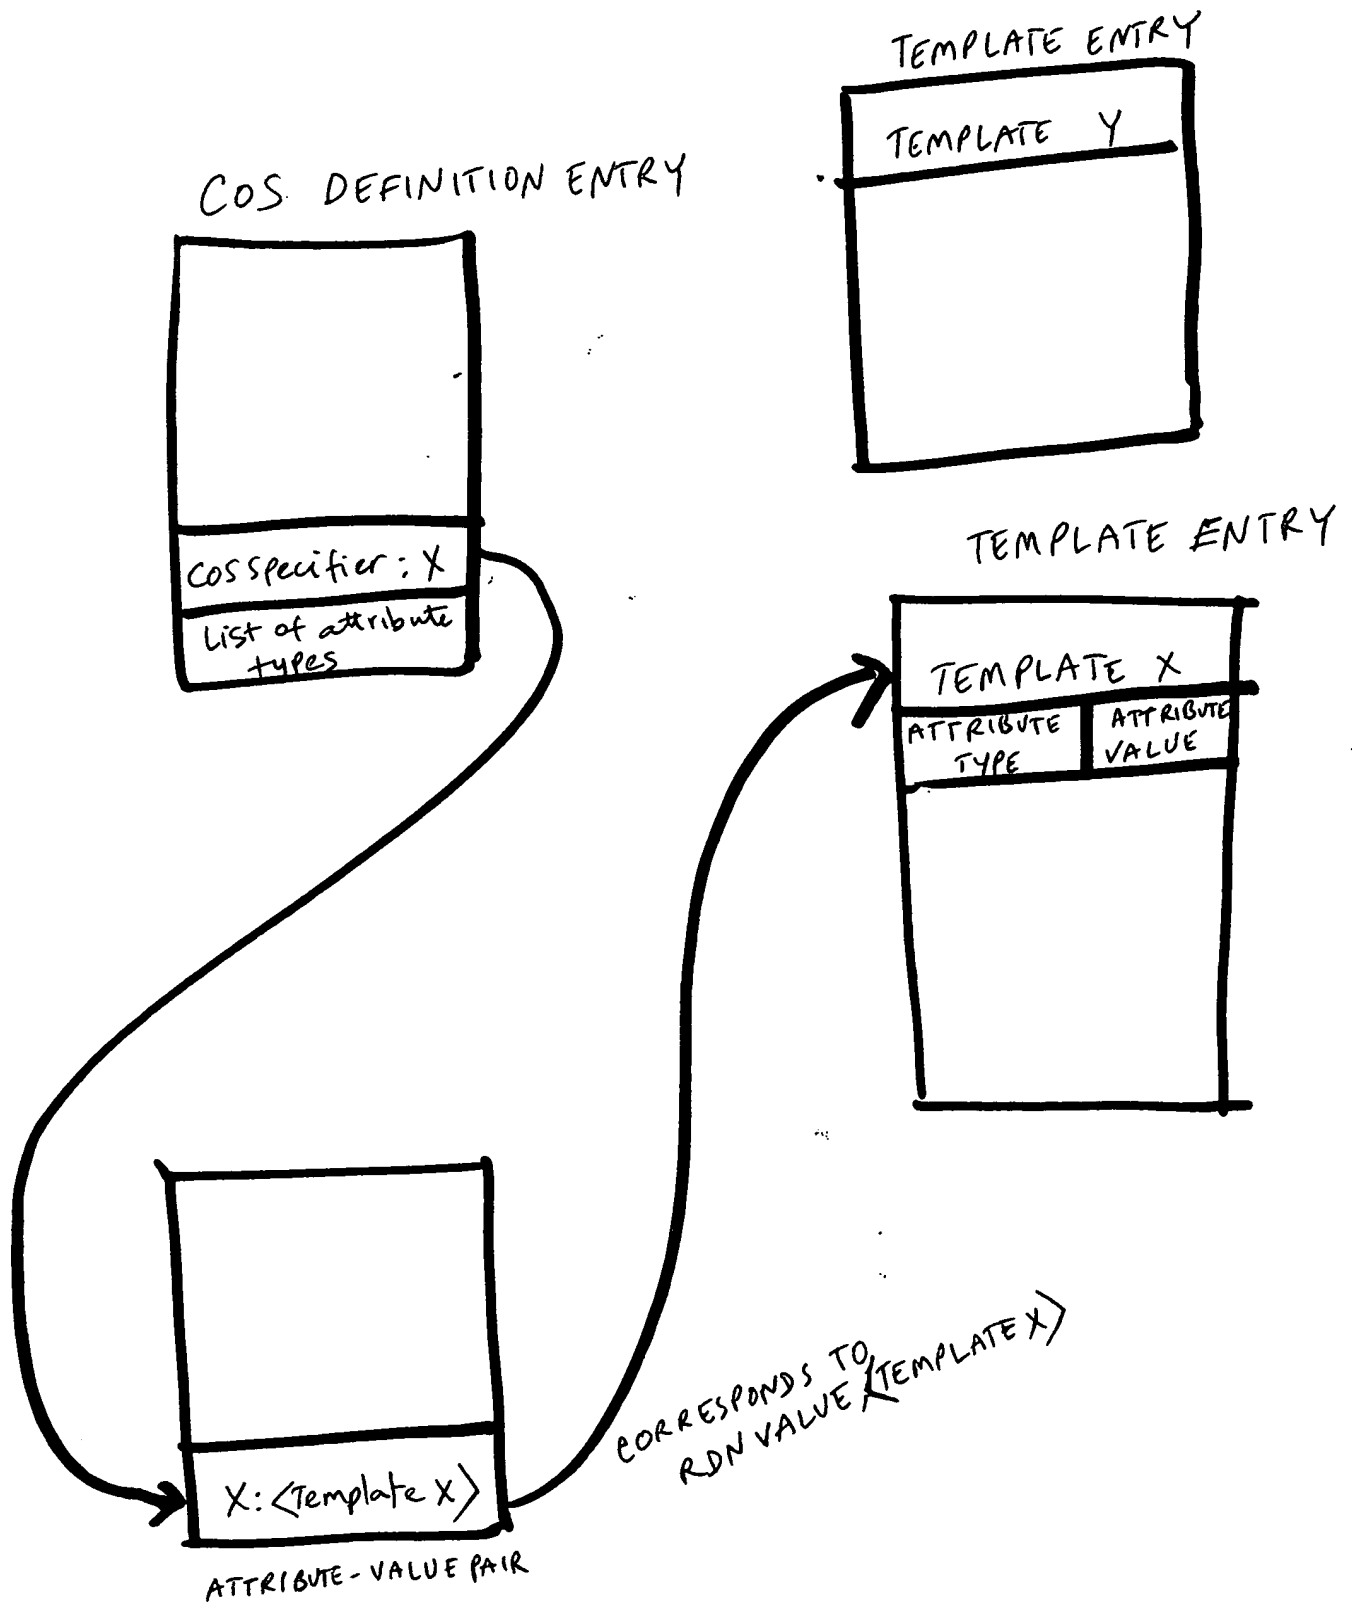 TEMPLATE ENTRY
TEMPLATE Y
COS DEFINITION ENTRY
cosspecifier: X
List of attribute
types
TEMPLATE ENTRY
TEMPLATE X
ATTRIBUTE
TYPE
ATTRIBUTE
VALUE
X: <Template X>
ATTRIBUTE-VALUE PAIR
CORRESPONDS TO
RDN VALUE <TEMPLATE X>